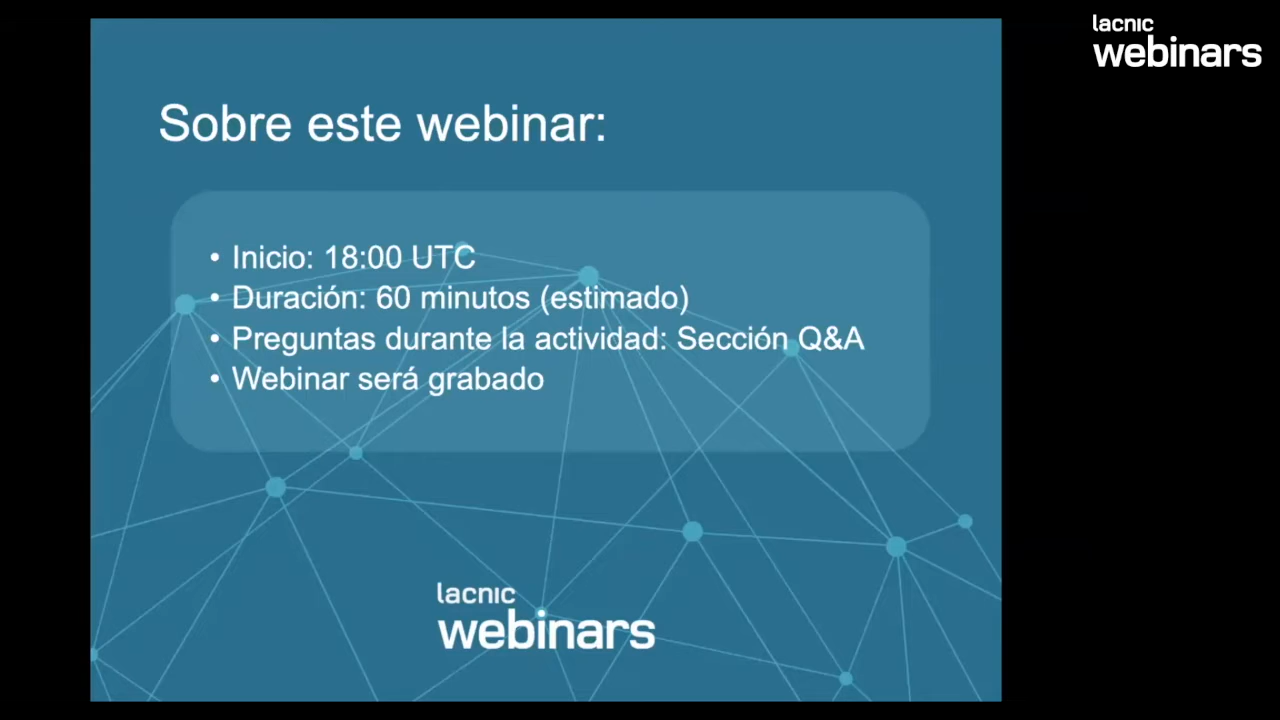 lacnic
webinars
Sobre este webinar:
• Inicio: 18:00 UTC
• Duración: 60 minutos (estimado)
• Preguntas durante la actividad: Sección Q&A
• Webinar será grabado
lacnic
webinars